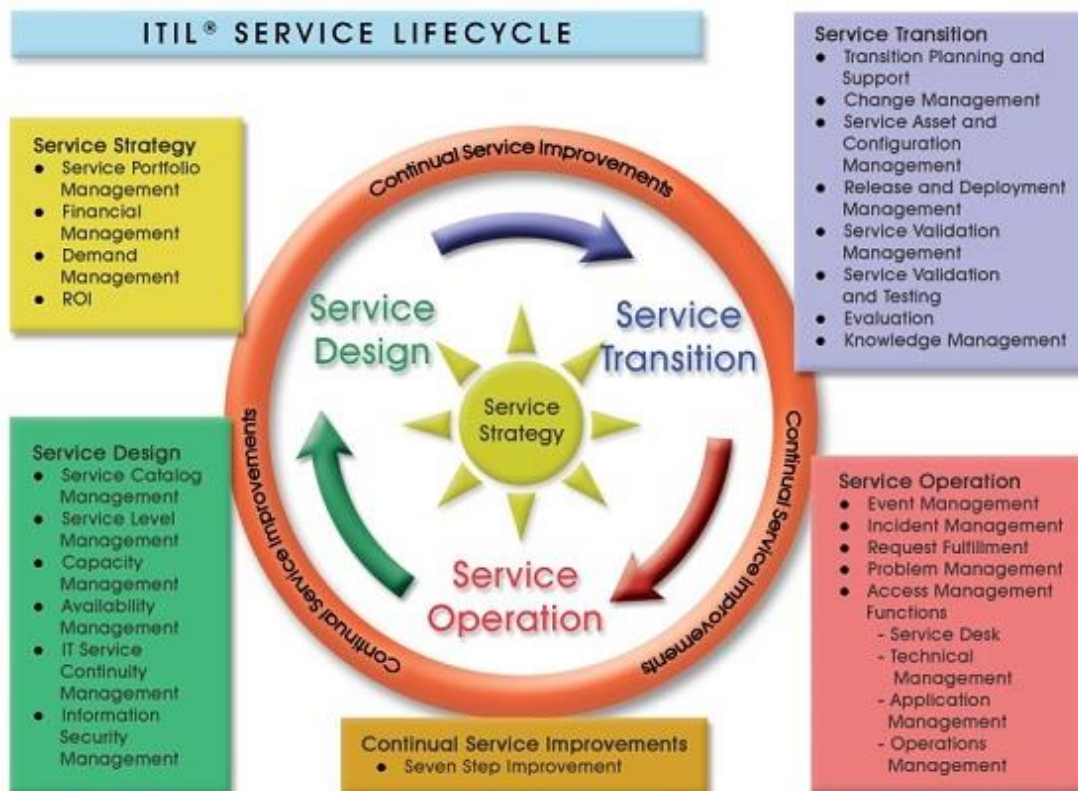 ITIL® SERVICE LIFECYCLE
Service Strategy
● Service Portfolio
Management
● Financial
Management
● Demand
Management
● ROI
Service Design
● Service Catalog
Management
● Service Level
Management
● Capacity
Management
● Availability
Management
● IT Service
Continuity
Management
● Information
Security
Management
Continual Service Improvements
Continual Service Improvements
Continual Service Improvements
Service
Design
Service
Transition
Service
Strategy
Service
Operation
Continual Service Improvements
● Seven Step Improvement
Service Transition
● Transition Planning and
Support
● Change Management
● Service Asset and
Configuration
Management
● Release and Deployment
Management
● Service Validation
Management
● Service Validation
and Testing
● Evaluation
● Knowledge Management
Service Operation
● Event Management
● Incident Management
● Request Fulfillment
● Problem Management
● Access Management
Functions
- Service Desk
- Technical
Management
- Application
Management
- Operations
Management